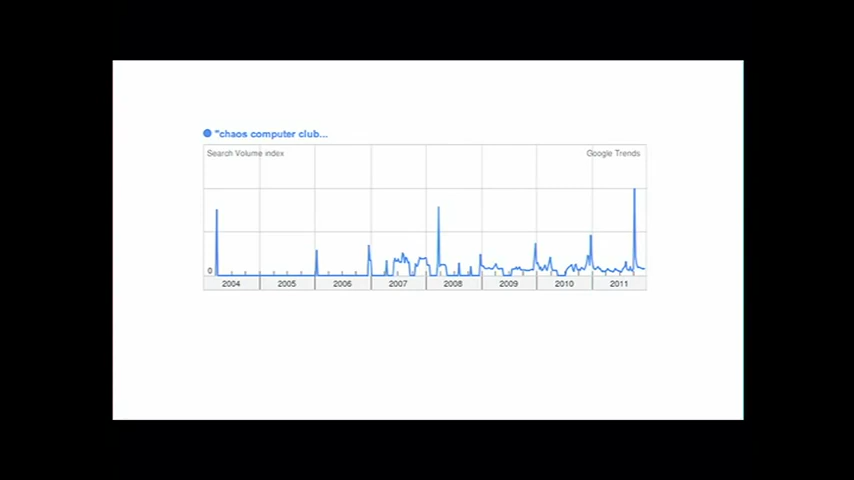 "chaos computer club...
Search Volume index
Google Trends
0
2004 2005 2006 2007 2008 2009 2010 2011